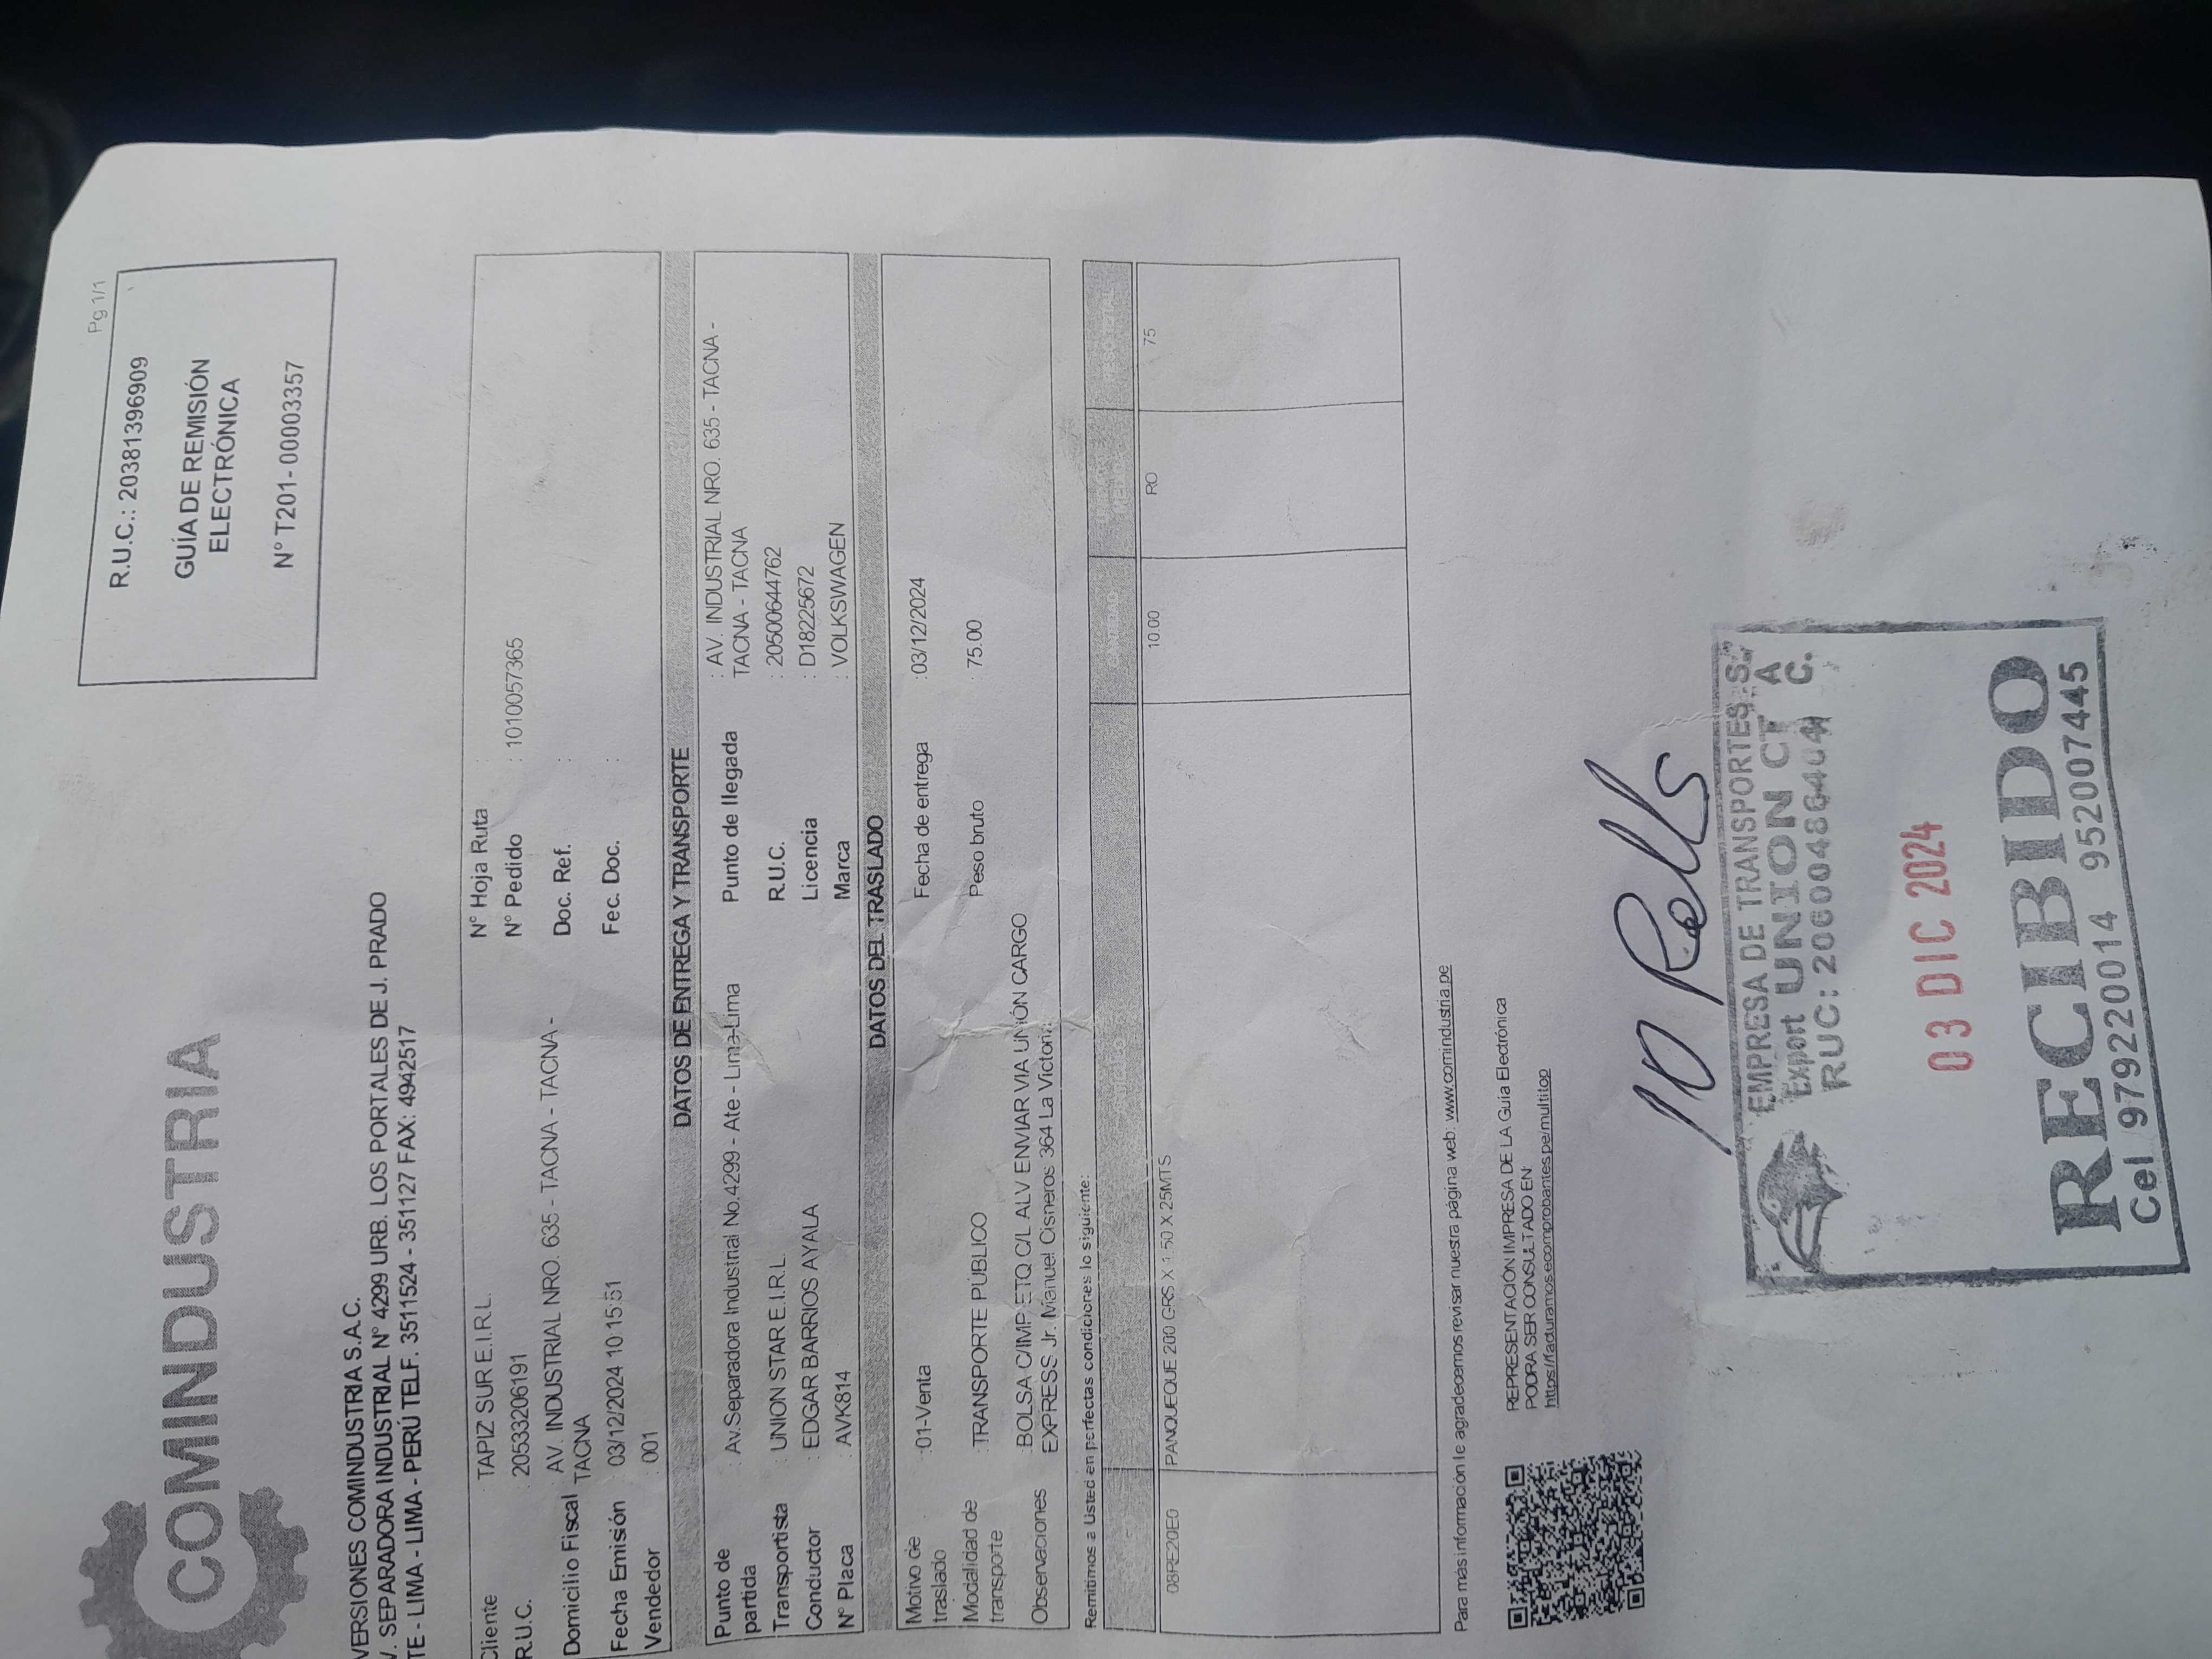 Pg 1/1
COMINDUSTRIA
R.U.C.: 20381396909
GUÍA DE REMISIÓN
ELECTRÓNICA
N° T201- 00003357
VERSIONES COMINDUSTRIA S.A.C.
V. SEPARADORA INDUSTRIAL N° 4299 URB. LOS PORTALES DE J. PRADO
TE - LIMA - LIMA - PERÚ TELF. 3511524 - 351127 FAX: 4942517
Cliente : TAPIZ SUR E.I.R.L.
R.U.C. : 20533206191
Domicilio Fiscal : AV. INDUSTRIAL NRO. 635 - TACNA - TACNA -
TACNA
Fecha Emisión : 03/12/2024 10:15:51
Vendedor : 001
N° Hoja Ruta :
N° Pedido : 1010057365
Doc. Ref. :
Fec. Doc. :
DATOS DE ENTREGA Y TRANSPORTE
Punto de partida : Av.Separadora Industrial No.4299 - Ate - Lima-Lima
Transportista : UNION STAR E.I.R.L.
Conductor : EDGAR BARRIOS AYALA
N° Placa : AVK814
Punto de llegada : AV. INDUSTRIAL NRO. 635 - TACNA -
TACNA - TACNA
R.U.C. : 20500644762
Licencia : D18225672
Marca : VOLKSWAGEN
DATOS DEL TRASLADO
Motivo de traslado : 01-Venta
Fecha de entrega : 03/12/2024
Modalidad de transporte : TRANSPORTE PÚBLICO
Peso bruto : 75.00
Observaciones : BOLSA C/IMP ETQ C/L ALV ENVIAR VIA UNIÓN CARGO
EXPRESS Jr. Manuel Cisneros 364 La Victoria
Remitimos a Usted en perfectas condiciones lo siguiente:
CANTIDAD PESO TOTAL
08PE20E0 PANQUEQUE 200 GRS X 1.50 X 25MTS 10.00 RO 75
Para más información le agradecemos revisar nuestra página web: www.comindustria.pe
REPRESENTACIÓN IMPRESA DE LA Guía Electrónica
PODRA SER CONSULTADO EN:
https://facturamos.ecomprobantes.pe/multitop
10 Rolls
EMPRESA DE TRANSPORTES
Export UNION
RUC: 20600486404
03 DIC 2024
RECIBIDO
Cel 979220014 952007445